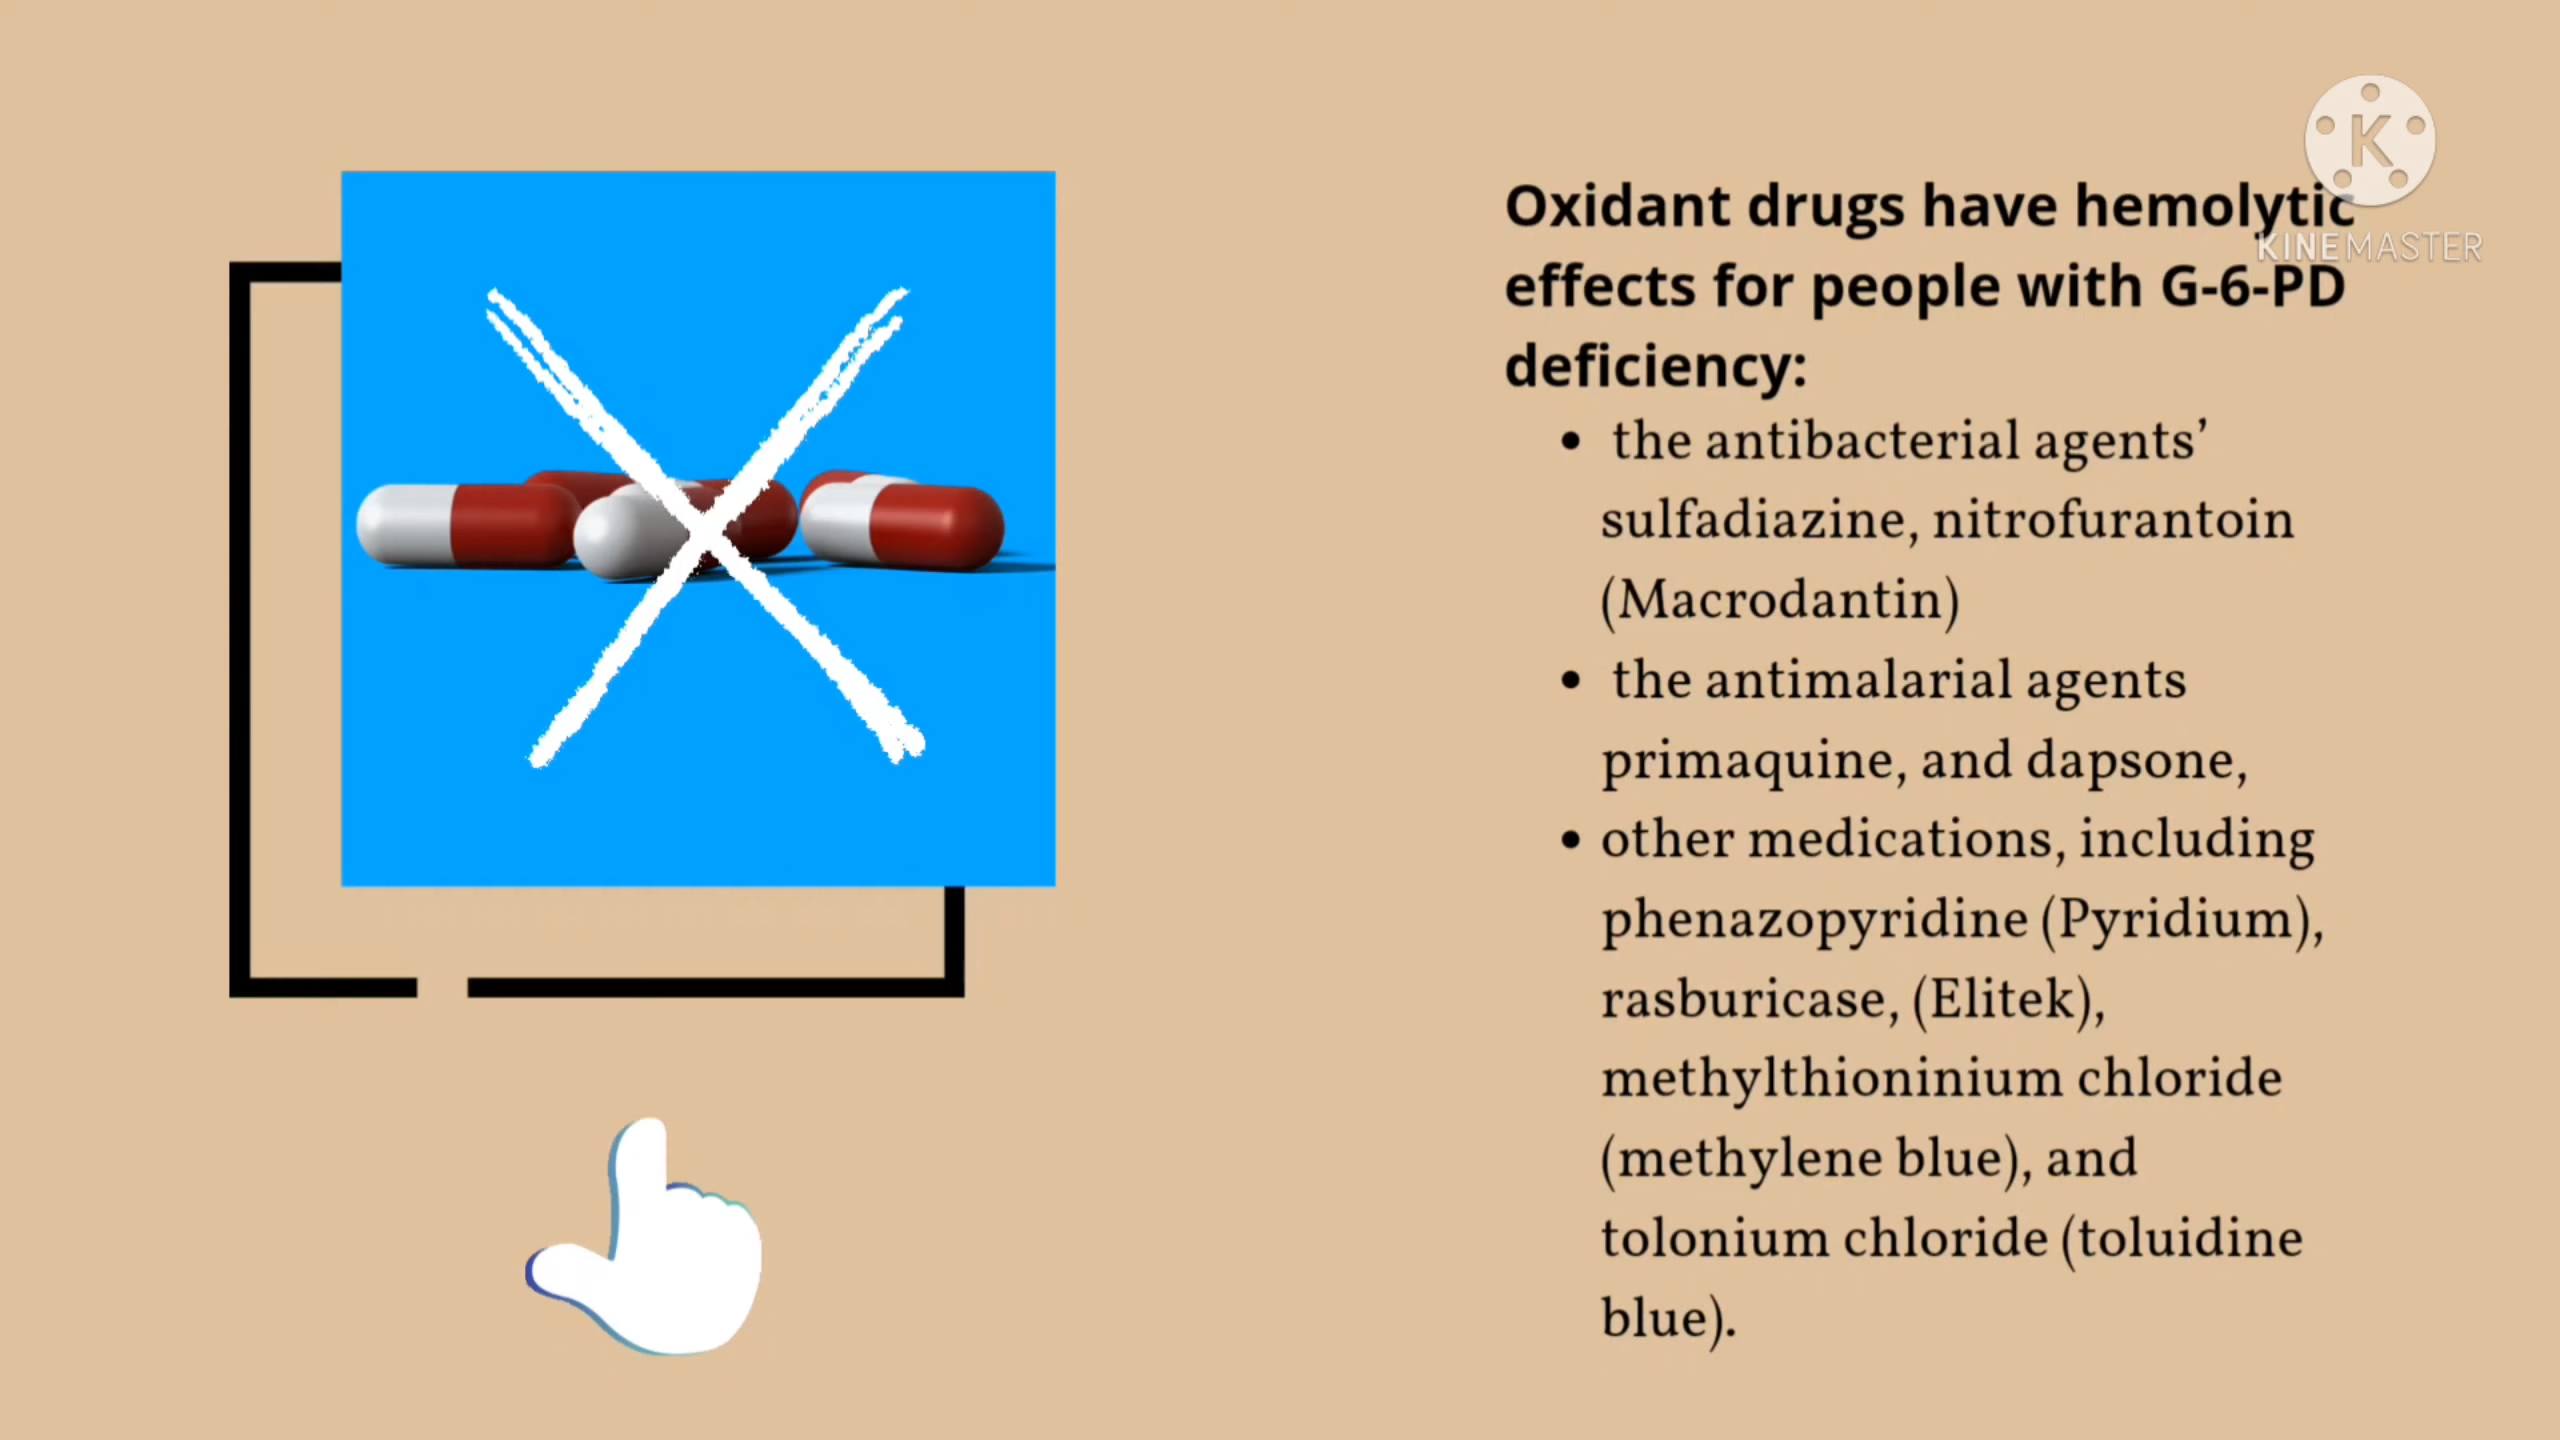 K
KINEMASTER
Oxidant drugs have hemolytic
effects for people with G-6-PD
deficiency:
• the antibacterial agents’
sulfadiazine, nitrofurantoin
(Macrodantin)
• the antimalarial agents
primaquine, and dapsone,
• other medications, including
phenazopyridine (Pyridium),
rasburicase, (Elitek),
methylthioninium chloride
(methylene blue), and
tolonium chloride (toluidine
blue).